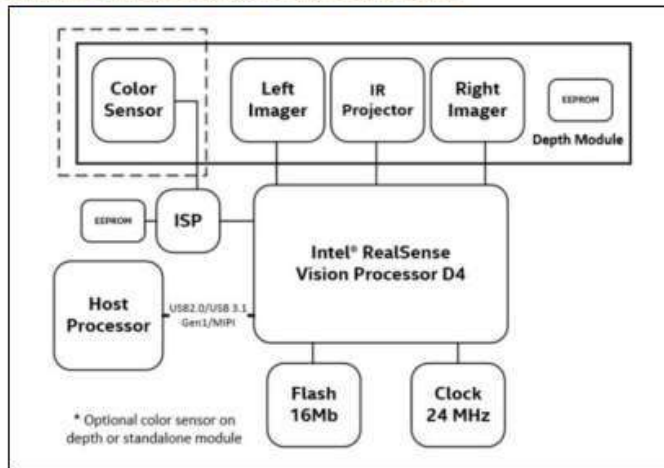 Color
Sensor
Left
Imager
IR
Projector
Right
Imager
EEPROM
Depth Module
EEPROM
ISP
Intel® RealSense
Vision Processor D4
Host
Processor
USB2.0/USB 3.1
Gen1/MIPI
Flash
16Mb
Clock
24 MHz
* Optional color sensor on
depth or standalone module